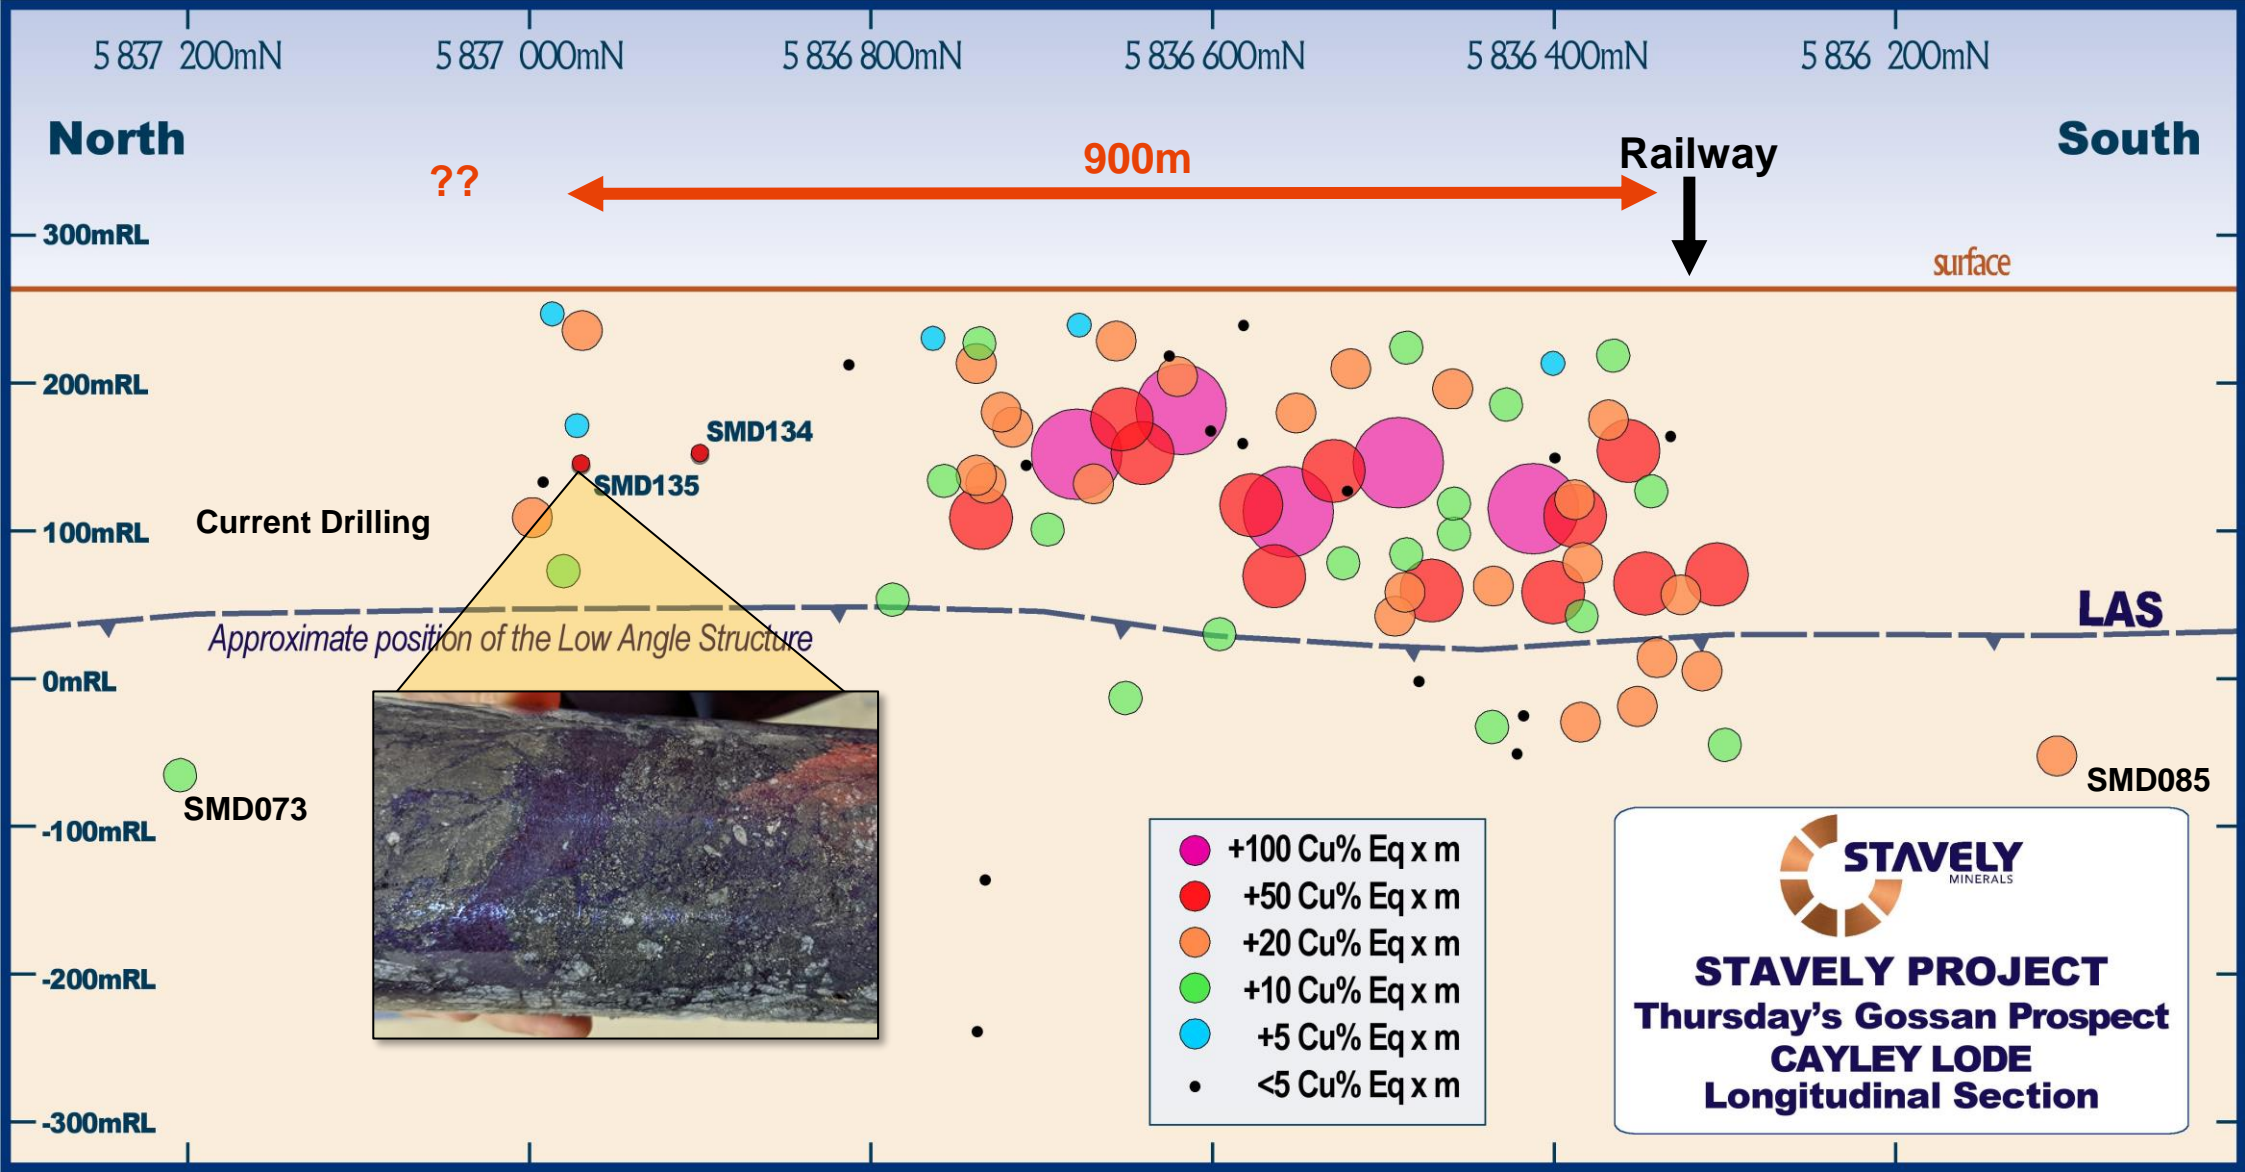 5 837 200mN
5 837 000mN
5 836 800mN
5 836 600mN
5 836 400mN
5 836 200mN
North
South
??
900m
Railway
300mRL
surface
200mRL
SMD134
SMD135
Current Drilling
100mRL
LAS
Approximate position of the Low Angle Structure
0mRL
SMD073
SMD085
-100mRL
+100 Cu% Eq x m
+50 Cu% Eq x m
+20 Cu% Eq x m
+10 Cu% Eq x m
+5 Cu% Eq x m
<5 Cu% Eq x m
STAVELY
MINERALS
STAVELY PROJECT
Thursday's Gossan Prospect
CAYLEY LODE
Longitudinal Section
-200mRL
-300mRL